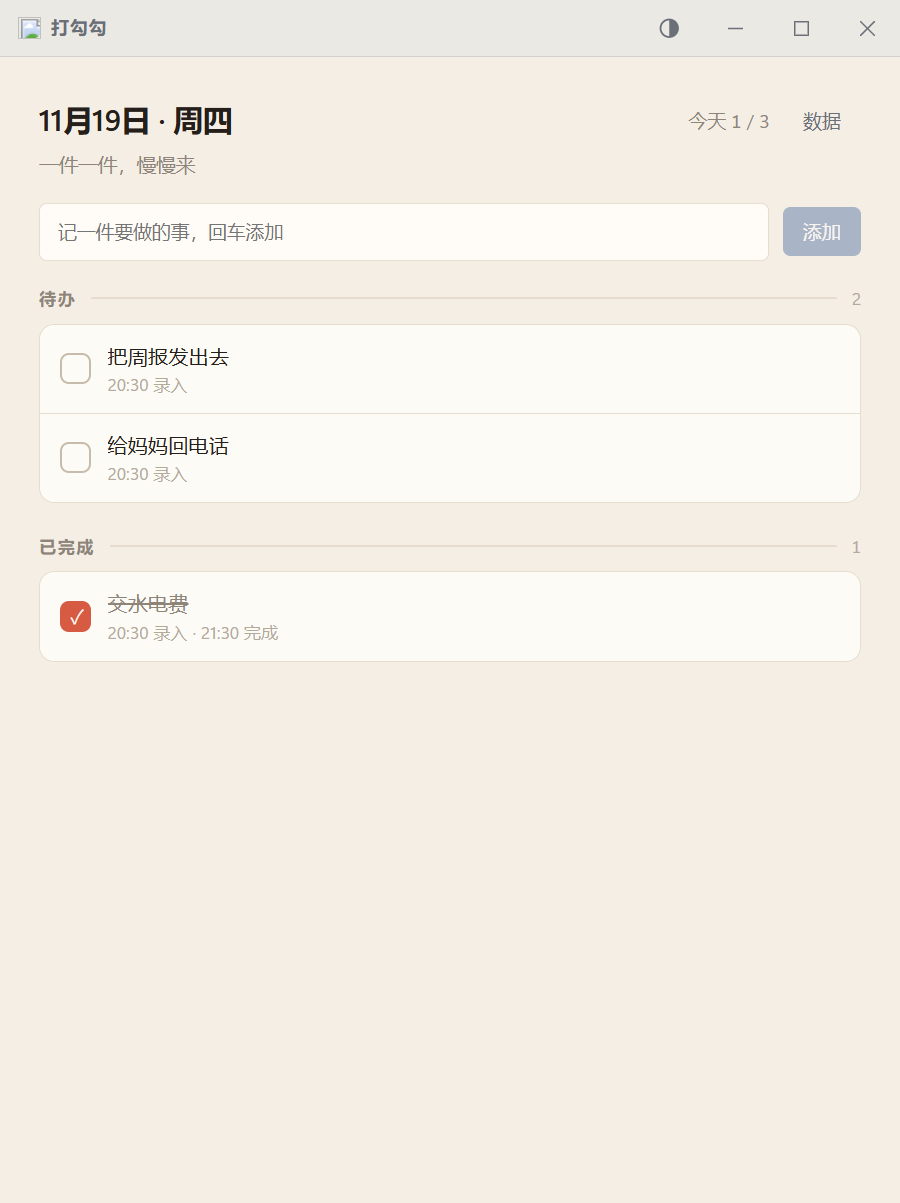 打勾勾
11月19日 · 周四
今天 1 / 3
数据
一件一件，慢慢来
记一件要做的事，回车添加
添加
待办
2
把周报发出去
20:30 录入
给妈妈回电话
20:30 录入
已完成
1
交水电费
20:30 录入 · 21:30 完成